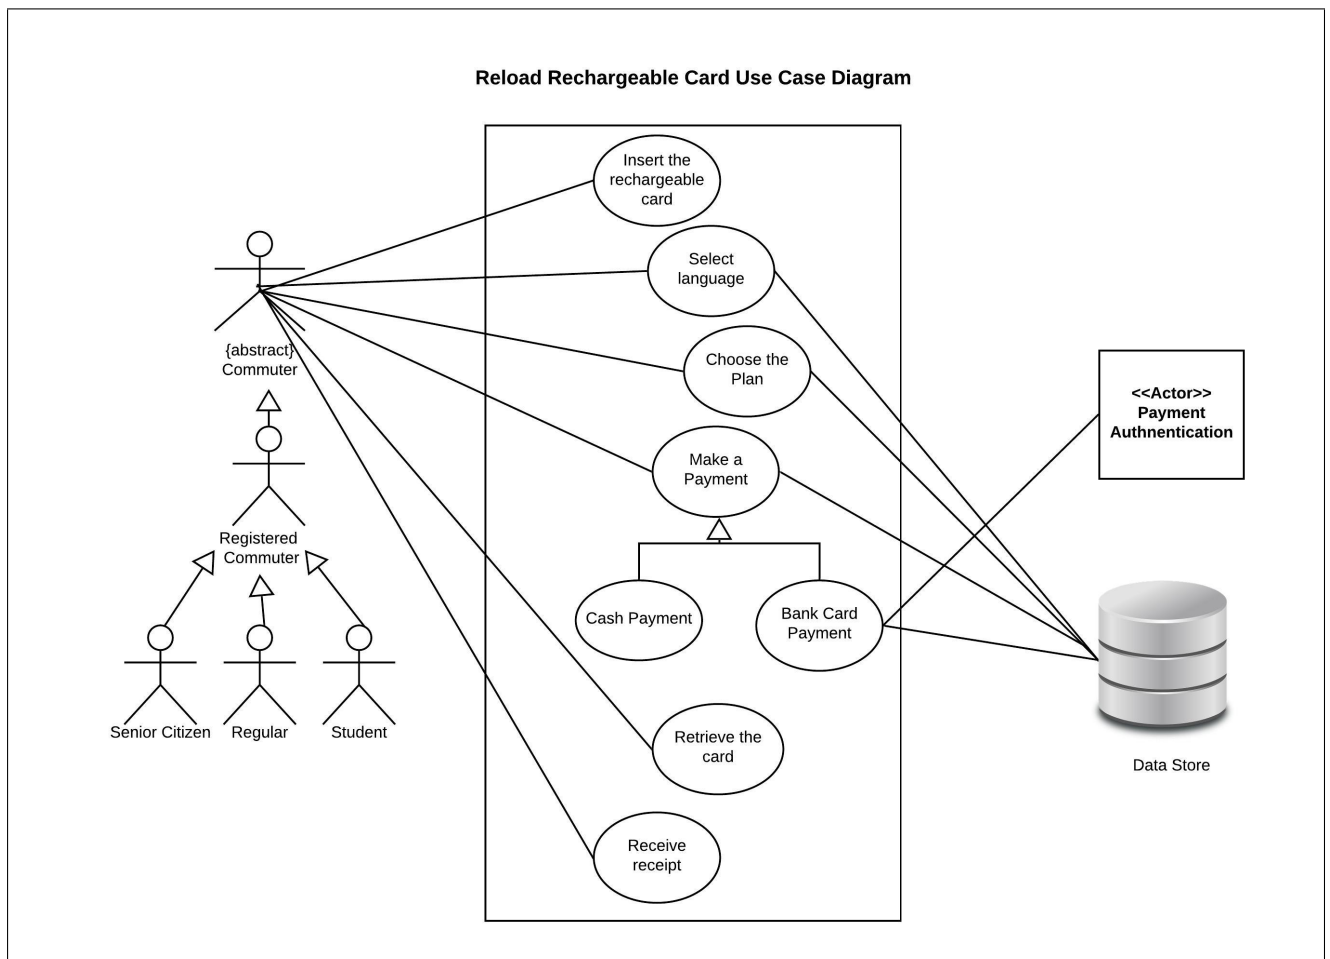 Reload Rechargeable Card Use Case Diagram
Insert the
rechargeable
card
Select
language
{abstract}
Commuter
Choose the
Plan
<<Actor>>
Payment
Authnentication
Make a
Payment
Registered
Commuter
Cash Payment
Bank Card
Payment
Senior Citizen
Regular
Student
Retrieve the
card
Data Store
Receive
receipt